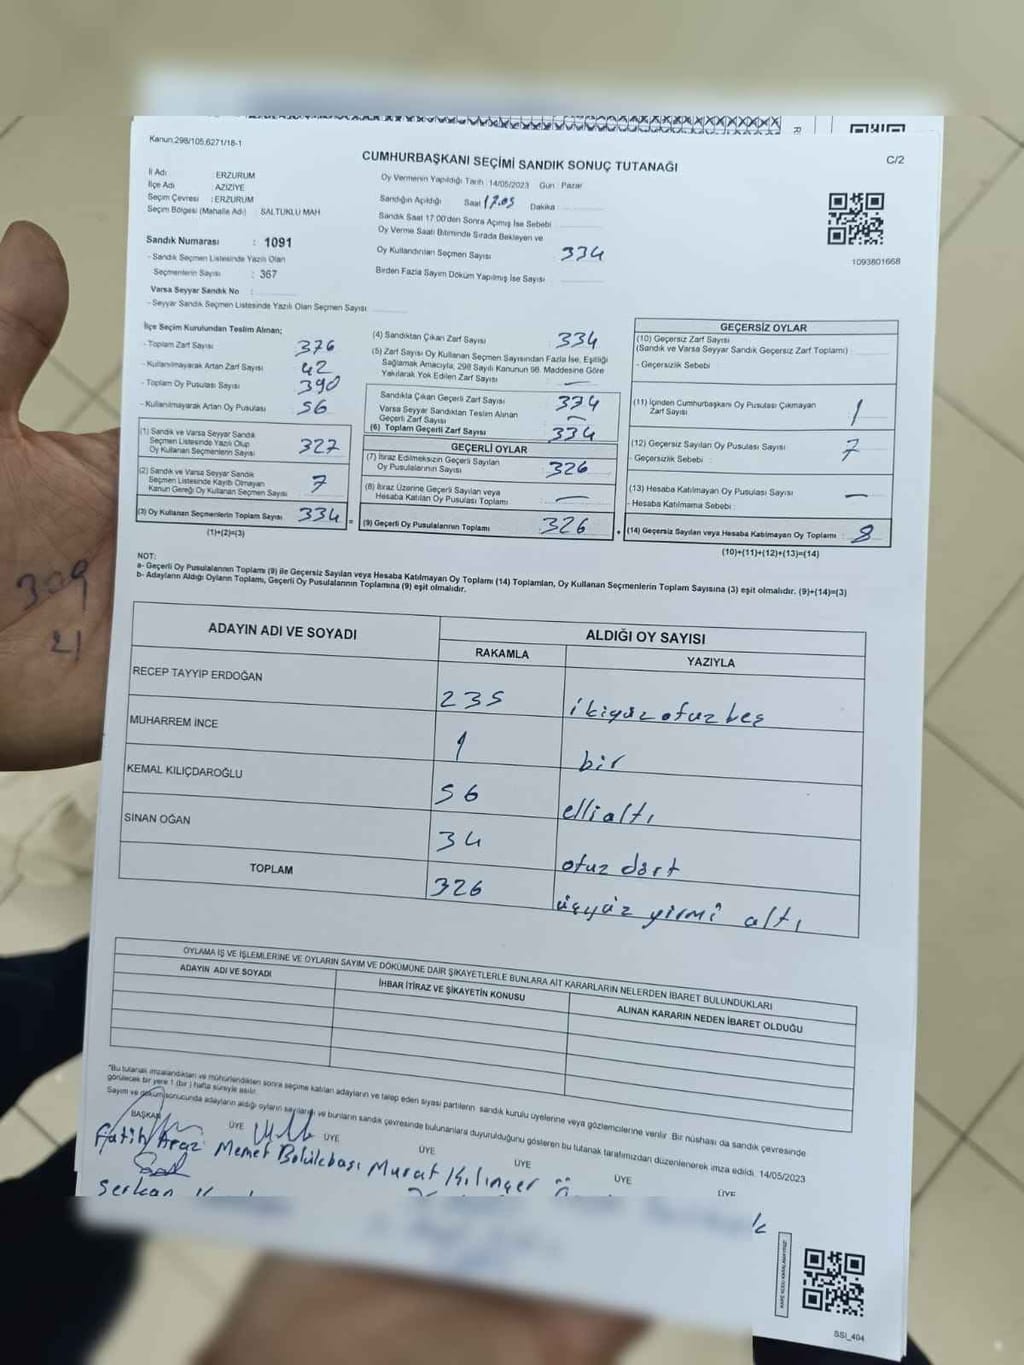 Kanun:298/105,6271/18-1
CUMHURBAŞKANI SEÇİMİ SANDIK SONUÇ TUTANAĞI
C/2
İl Adı : ERZURUM
İlçe Adı : AZİZİYE
Seçim Çevresi : ERZURUM
Seçim Bölgesi (Mahalle Adı) SALTUKLU MAH
Sandık Numarası : 1091
- Sandık Seçmen Listesinde Yazılı Olan
Seçmenlerin Sayısı : 367
Varsa Seyyar Sandık No :
- Seyyar Sandık Seçmen Listesinde Yazılı Olan Seçmen Sayısı
Oy Vermenin Yapıldığı Tarih :14/05/2023 Gün : Pazar
Sandığın Açıldığı Saat 17.05 Dakika
Sandık Saat 17:00'den Sonra Açımış İse Sebebi
Oy Verme Saati Bitiminde Sırada Bekleyen ve
Oy Kullandırılan Seçmen Sayısı 334
Birden Fazla Sayım Döküm Yapılmış İse Sayısı
1093801668
İlçe Seçim Kurulundan Teslim Alınan;
- Toplam Zarf Sayısı 376
- Kullanılmayarak Artan Zarf Sayısı 42
- Toplam Oy Pusulası Sayısı 390
- Kullanılmayarak Artan Oy Pusulası 56
(1) Sandık ve Varsa Seyyar Sandık
Seçmen Listesinde Yazılı Olup
Oy Kullanan Seçmenlerin Sayısı 327
(2) Sandık ve Varsa Seyyar Sandık
Seçmen Listesinde Kayıtlı Olmayan
Kanun Gereği Oy Kullanan Seçmen Sayısı 7
(3) Oy Kullanan Seçmenlerin Toplam Sayısı 334
(1)+(2)=(3)
(4) Sandıktan Çıkan Zarf Sayısı 334
(5) Zarf Sayısı Oy Kullanan Seçmen Sayısından Fazla İse, Eşitliği
Sağlamak Amacıyla, 298 Sayılı Kanunun 98. Maddesine Göre
Yakılarak Yok Edilen Zarf Sayısı —
Sandıkta Çıkan Geçerli Zarf Sayısı 334
Varsa Seyyar Sandıktan Teslim Alınan
Geçerli Zarf Sayısı —
(6) Toplam Geçerli Zarf Sayısı 334
GEÇERLİ OYLAR
(7) İtiraz Edilmeksizin Geçerli Sayılan
Oy Pusulalarının Sayısı 326
(8) İtiraz Üzerine Geçerli Sayılan veya
Hesaba Katılan Oy Pusulası Toplamı —
(9) Geçerli Oy Pusulalarının Toplamı 326
GEÇERSİZ OYLAR
(10) Geçersiz Zarf Sayısı
(Sandık ve Varsa Seyyar Sandık Geçersiz Zarf Toplamı)
- Geçersizlik Sebebi :
(11) İçinden Cumhurbaşkanı Oy Pusulası Çıkmayan
Zarf Sayısı 1
(12) Geçersiz Sayılan Oy Pusulası Sayısı 7
- Geçersizlik Sebebi :
(13) Hesaba Katılmayan Oy Pusulası Sayısı —
- Hesaba Katılmama Sebebi :
(14) Geçersiz Sayılan veya Hesaba Katılmayan Oy Toplamı 8
(10)+(11)+(12)+(13)=(14)
NOT:
a- Geçerli Oy Pusulalarının Toplamı (9) ile Geçersiz Sayılan veya Hesaba Katılmayan Oy Toplamı (14) Toplamları, Oy Kullanan Seçmenlerin Toplam Sayısına (3) eşit olmalıdır. (9)+(14)=(3)
b- Adayların Aldığı Oyların Toplamı, Geçerli Oy Pusulalarının Toplamına (9) eşit olmalıdır.
309
21
ADAYIN ADI VE SOYADI ALDIĞI OY SAYISI
RAKAMLA YAZIYLA
RECEP TAYYİP ERDOĞAN 235 ikiyüzotuzbeş
MUHARREM İNCE 1 bir
KEMAL KILIÇDAROĞLU 56 ellialtı
SİNAN OĞAN 34 otuz dört
TOPLAM 326 üçyüz yirmi altı
OYLAMA İŞ VE İŞLEMLERİNE VE OYLARIN SAYIM VE DÖKÜMÜNE DAİR ŞİKAYETLERLE BUNLARA AİT KARARLARIN NELERDEN İBARET BULUNDUKLARI
ADAYIN ADI VE SOYADI İHBAR İTİRAZ VE ŞİKAYETİN KONUSU ALINAN KARARIN NEDEN İBARET OLDUĞU
"Bu tutanak imzalandıktan ve mühürlendikten sonra seçime katılan adayların ve talep eden siyasi partilerin sandık kurulu üyelerine veya gözlemcilerine verilir. Bir nüshası da sandık çevresinde
görülecek bir yere 1 (bir) hafta süreyle asılır.
Sayım ve döküm sonucunda adayların aldığı oyların sayılarını ve bunların sandık çevresinde bulunanlara duyurulduğunu gösteren bu tutanak tarafımızdan düzenlenerek imza edildi. 14/05/2023
BAŞKAN ÜYE ÜYE ÜYE ÜYE ÜYE ÜYE
Fatih Araz Memet Bölükbaşı Murat Kılınçer
Serkan
SSİ_404